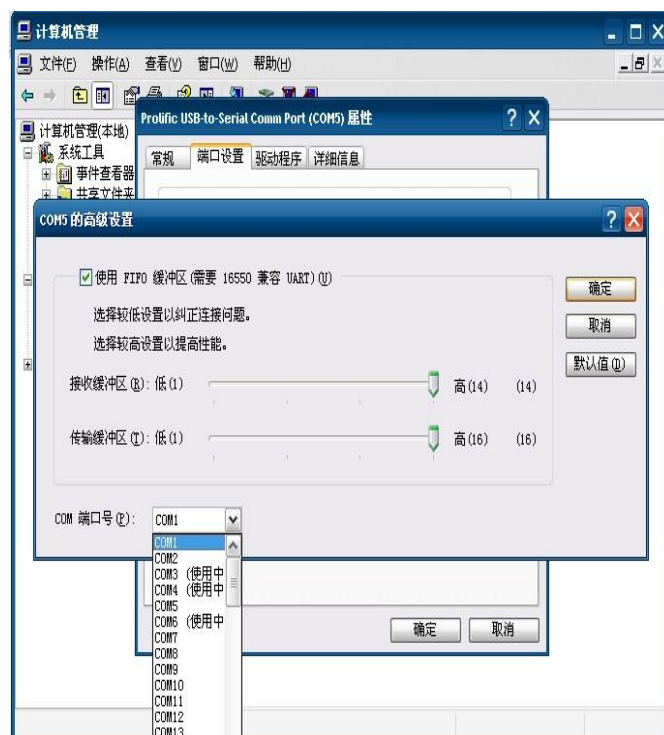 计算机管理
文件(F) 操作(A) 查看(V) 窗口(W) 帮助(H)
计算机管理(本地)
系统工具
事件查看器
共享文件夹
Prolific USB-to-Serial Comm Port (COM5) 属性
常规 端口设置 驱动程序 详细信息
COM5 的高级设置
使用 FIFO 缓冲区(需要 16550 兼容 UART)(U)
选择较低设置以纠正连接问题。
选择较高设置以提高性能。
接收缓冲区(R): 低(1) 高(14) (14)
传输缓冲区(T): 低(1) 高(16) (16)
确定
取消
默认值(D)
COM 端口号(P): COM1
COM1
COM2
COM3 (使用中
COM4 (使用中
COM5
COM6 (使用中
COM7
COM8
COM9
COM10
COM11
COM12
COM13
确定 取消